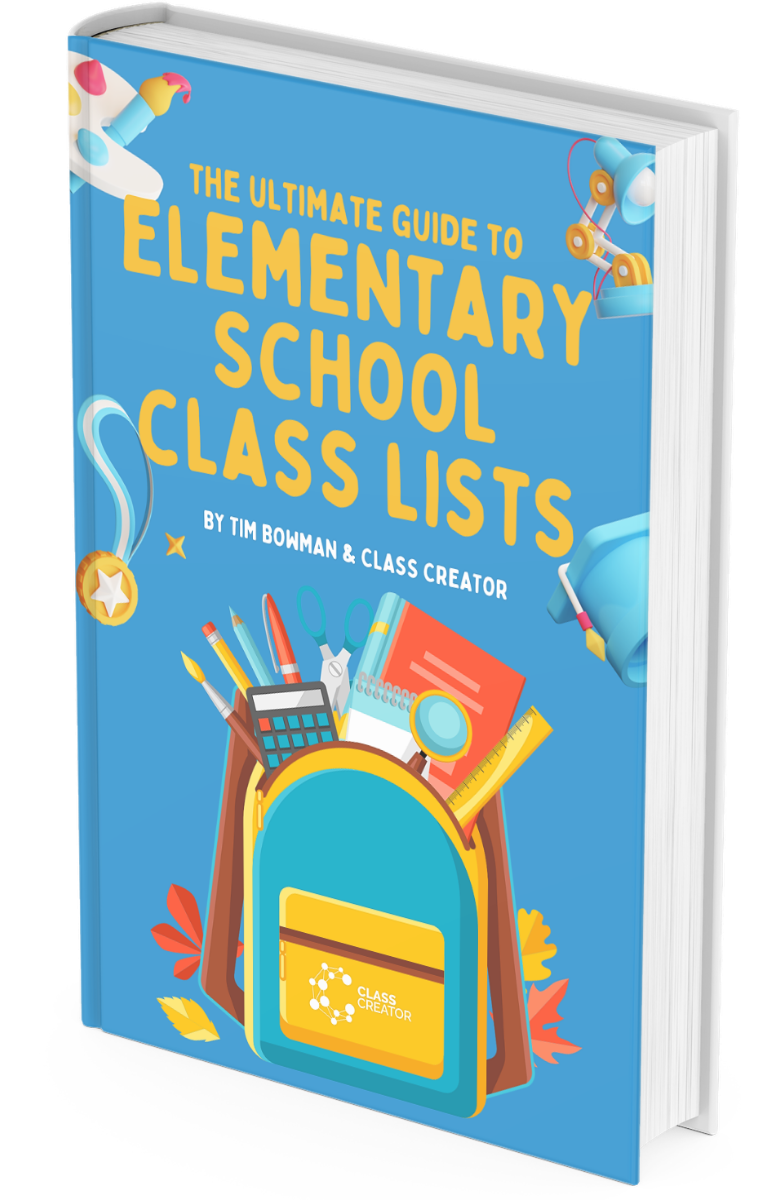 THE ULTIMATE GUIDE TO
ELEMENTARY
SCHOOL
CLASS LISTS
BY TIM BOWMAN & CLASS CREATOR
CLASS
CREATOR